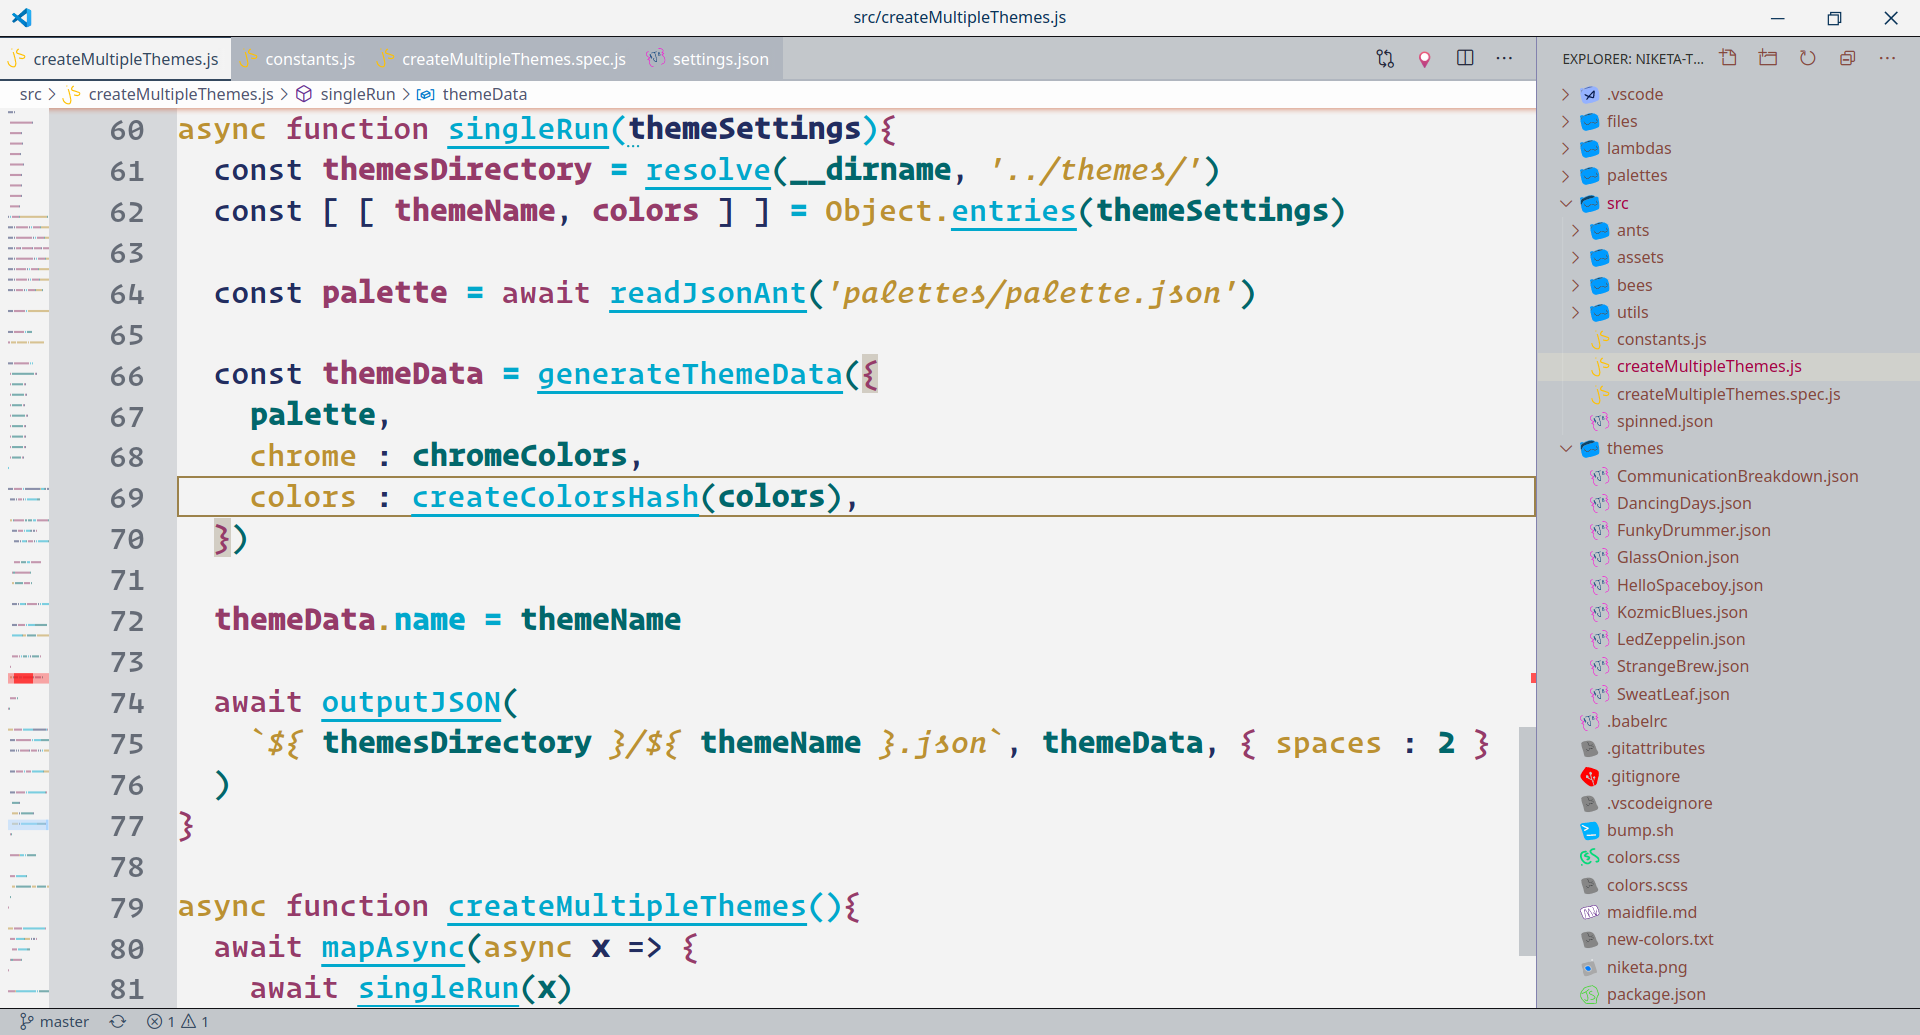 src/createMultipleThemes.js
createMultipleThemes.js constants.js createMultipleThemes.spec.js settings.json
src > createMultipleThemes.js > singleRun > themeData
60 async function singleRun(themeSettings){
61 const themesDirectory = resolve(__dirname, '../themes/')
62 const [ [ themeName, colors ] ] = Object.entries(themeSettings)
63
64 const palette = await readJsonAnt('palettes/palette.json')
65
66 const themeData = generateThemeData({
67 palette,
68 chrome : chromeColors,
69 colors : createColorsHash(colors),
70 })
71
72 themeData.name = themeName
73
74 await outputJSON(
75 `${ themesDirectory }/${ themeName }.json`, themeData, { spaces : 2 }
76 )
77 }
78
79 async function createMultipleThemes(){
80 await mapAsync(async x => {
81 await singleRun(x)
EXPLORER: NIKETA-T...
.vscode
files
lambdas
palettes
src
ants
assets
bees
utils
constants.js
createMultipleThemes.js
createMultipleThemes.spec.js
spinned.json
themes
CommunicationBreakdown.json
DancingDays.json
FunkyDrummer.json
GlassOnion.json
HelloSpaceboy.json
KozmicBlues.json
LedZeppelin.json
StrangeBrew.json
SweatLeaf.json
.babelrc
.gitattributes
.gitignore
.vscodeignore
bump.sh
colors.css
colors.scss
maidfile.md
new-colors.txt
niketa.png
package.json
master 1 1